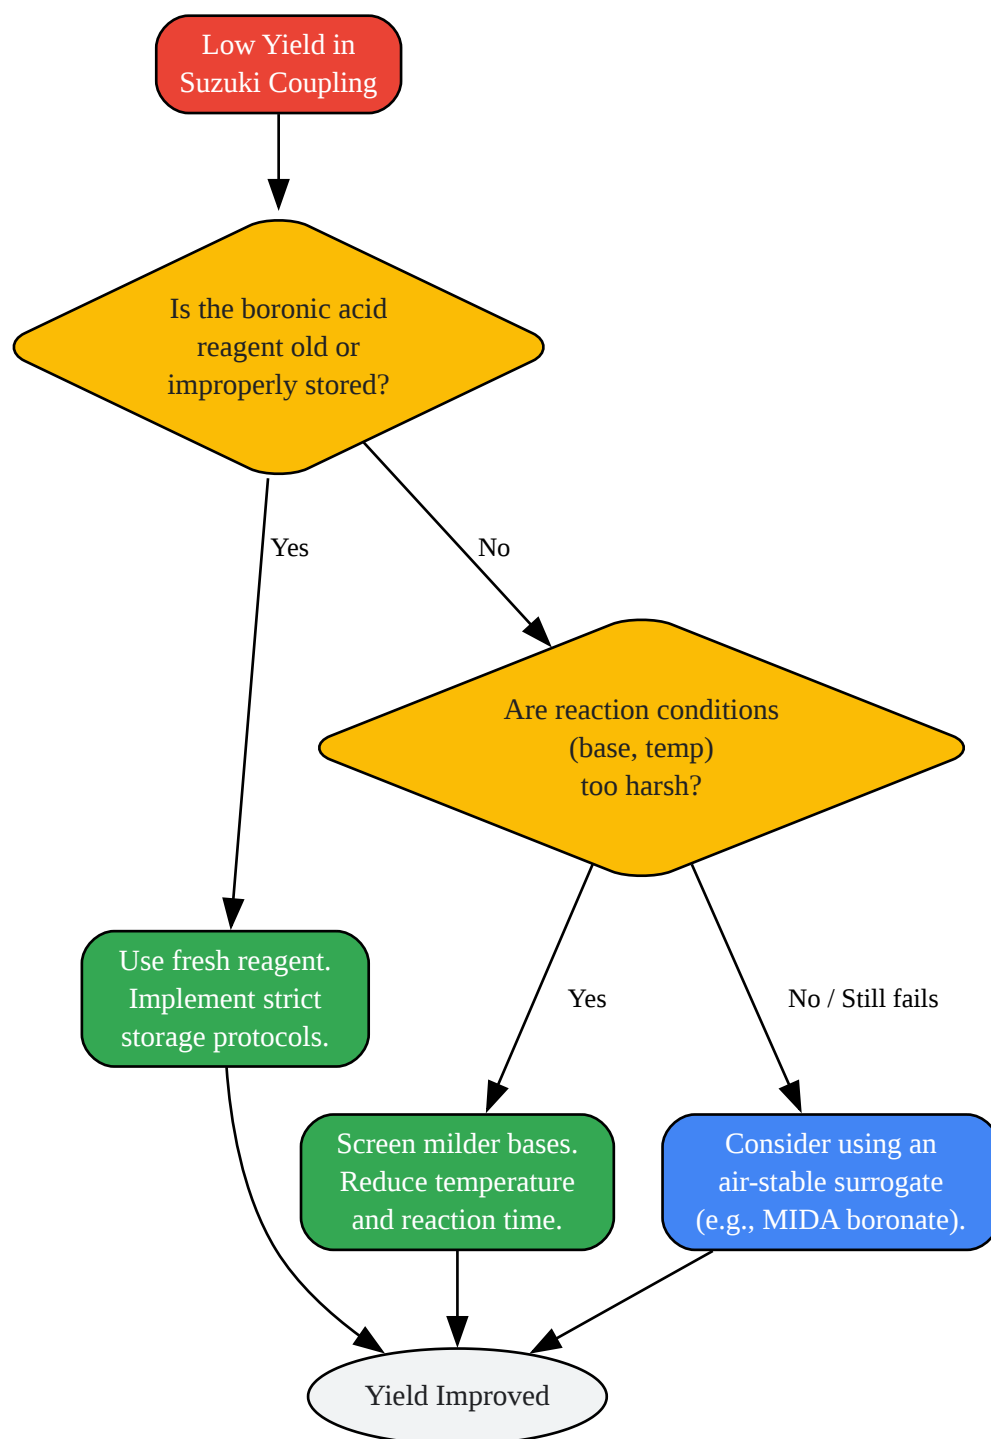 Low Yield in
Suzuki Coupling
Is the boronic acid
reagent old or
improperly stored?
Yes
No
Are reaction conditions
(base, temp)
too harsh?
Use fresh reagent.
Implement strict
storage protocols.
Yes
No / Still fails
Screen milder bases.
Reduce temperature
and reaction time.
Consider using an
air-stable surrogate
(e.g., MIDA boronate).
Yield Improved